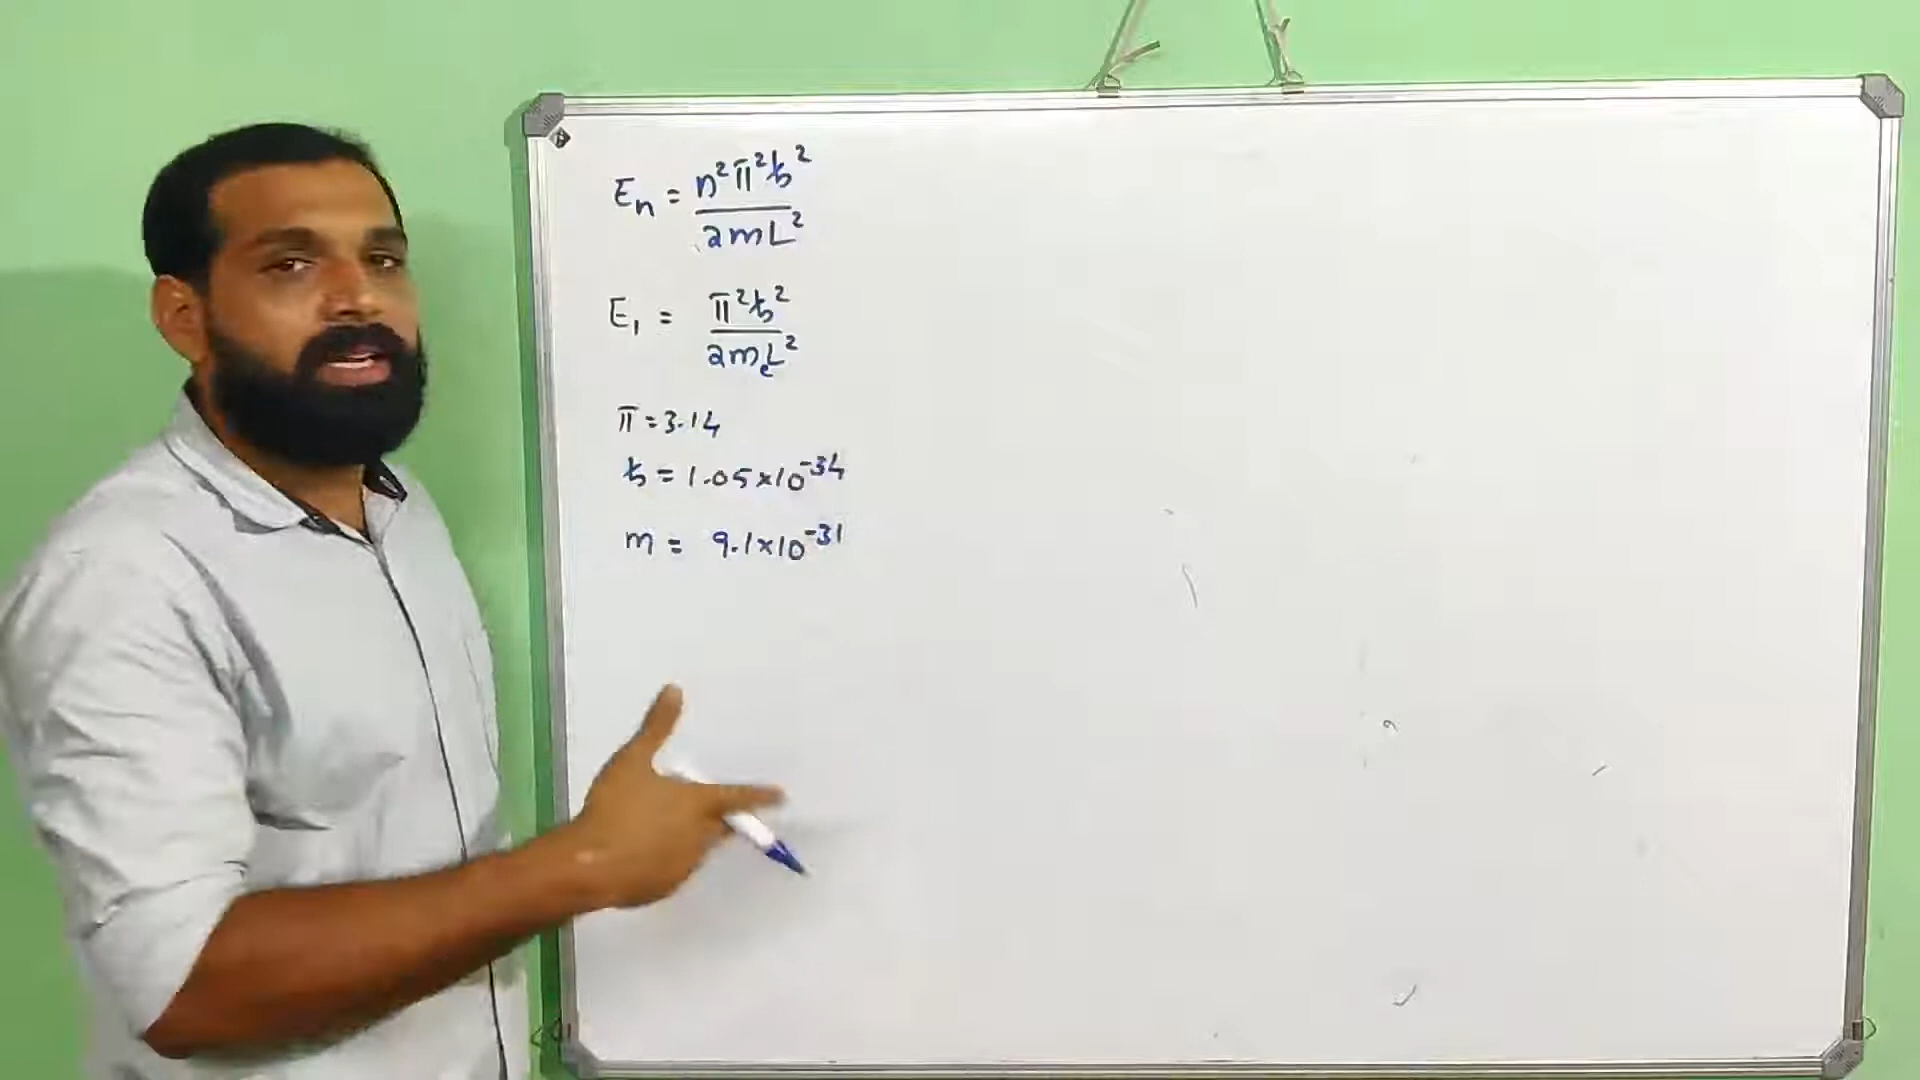 Eₙ = n²π²ħ² / 2mL²
E₁ = π²ħ² / 2mₑL²
π = 3.14
ħ = 1.05×10⁻³⁴
m = 9.1×10⁻³¹